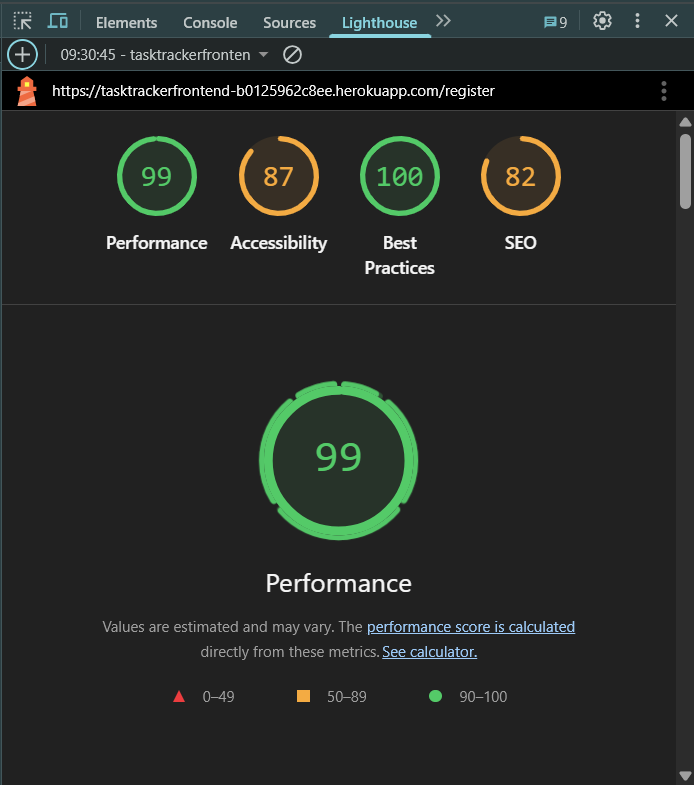 Elements Console Sources Lighthouse 9
09:30:45 - tasktrackerfronten
https://tasktrackerfrontend-b0125962c8ee.herokuapp.com/register
99 87 100 82
Performance Accessibility Best Practices SEO
99
Performance
Values are estimated and may vary. The performance score is calculated
directly from these metrics. See calculator.
0–49 50–89 90–100